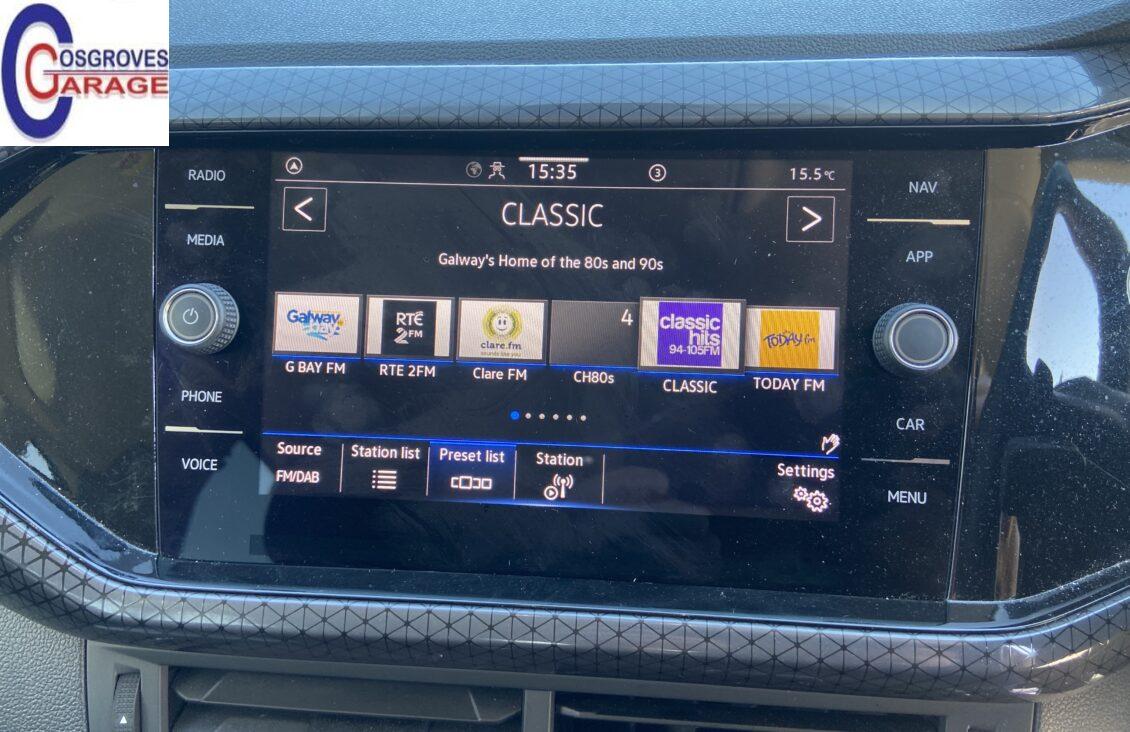 COSGROVES
GARAGE
RADIO
MEDIA
PHONE
VOICE
15:35
3
15.5°C
CLASSIC
Galway's Home of the 80s and 90s
Galway bay
RTÉ
2FM
clare.fm
sounds like you
4
classic
hits
94-105FM
TODAY fm
G BAY FM
RTE 2FM
Clare FM
CH80s
CLASSIC
TODAY FM
Source
FM/DAB
Station list
Preset list
Station
Settings
NAV
APP
CAR
MENU